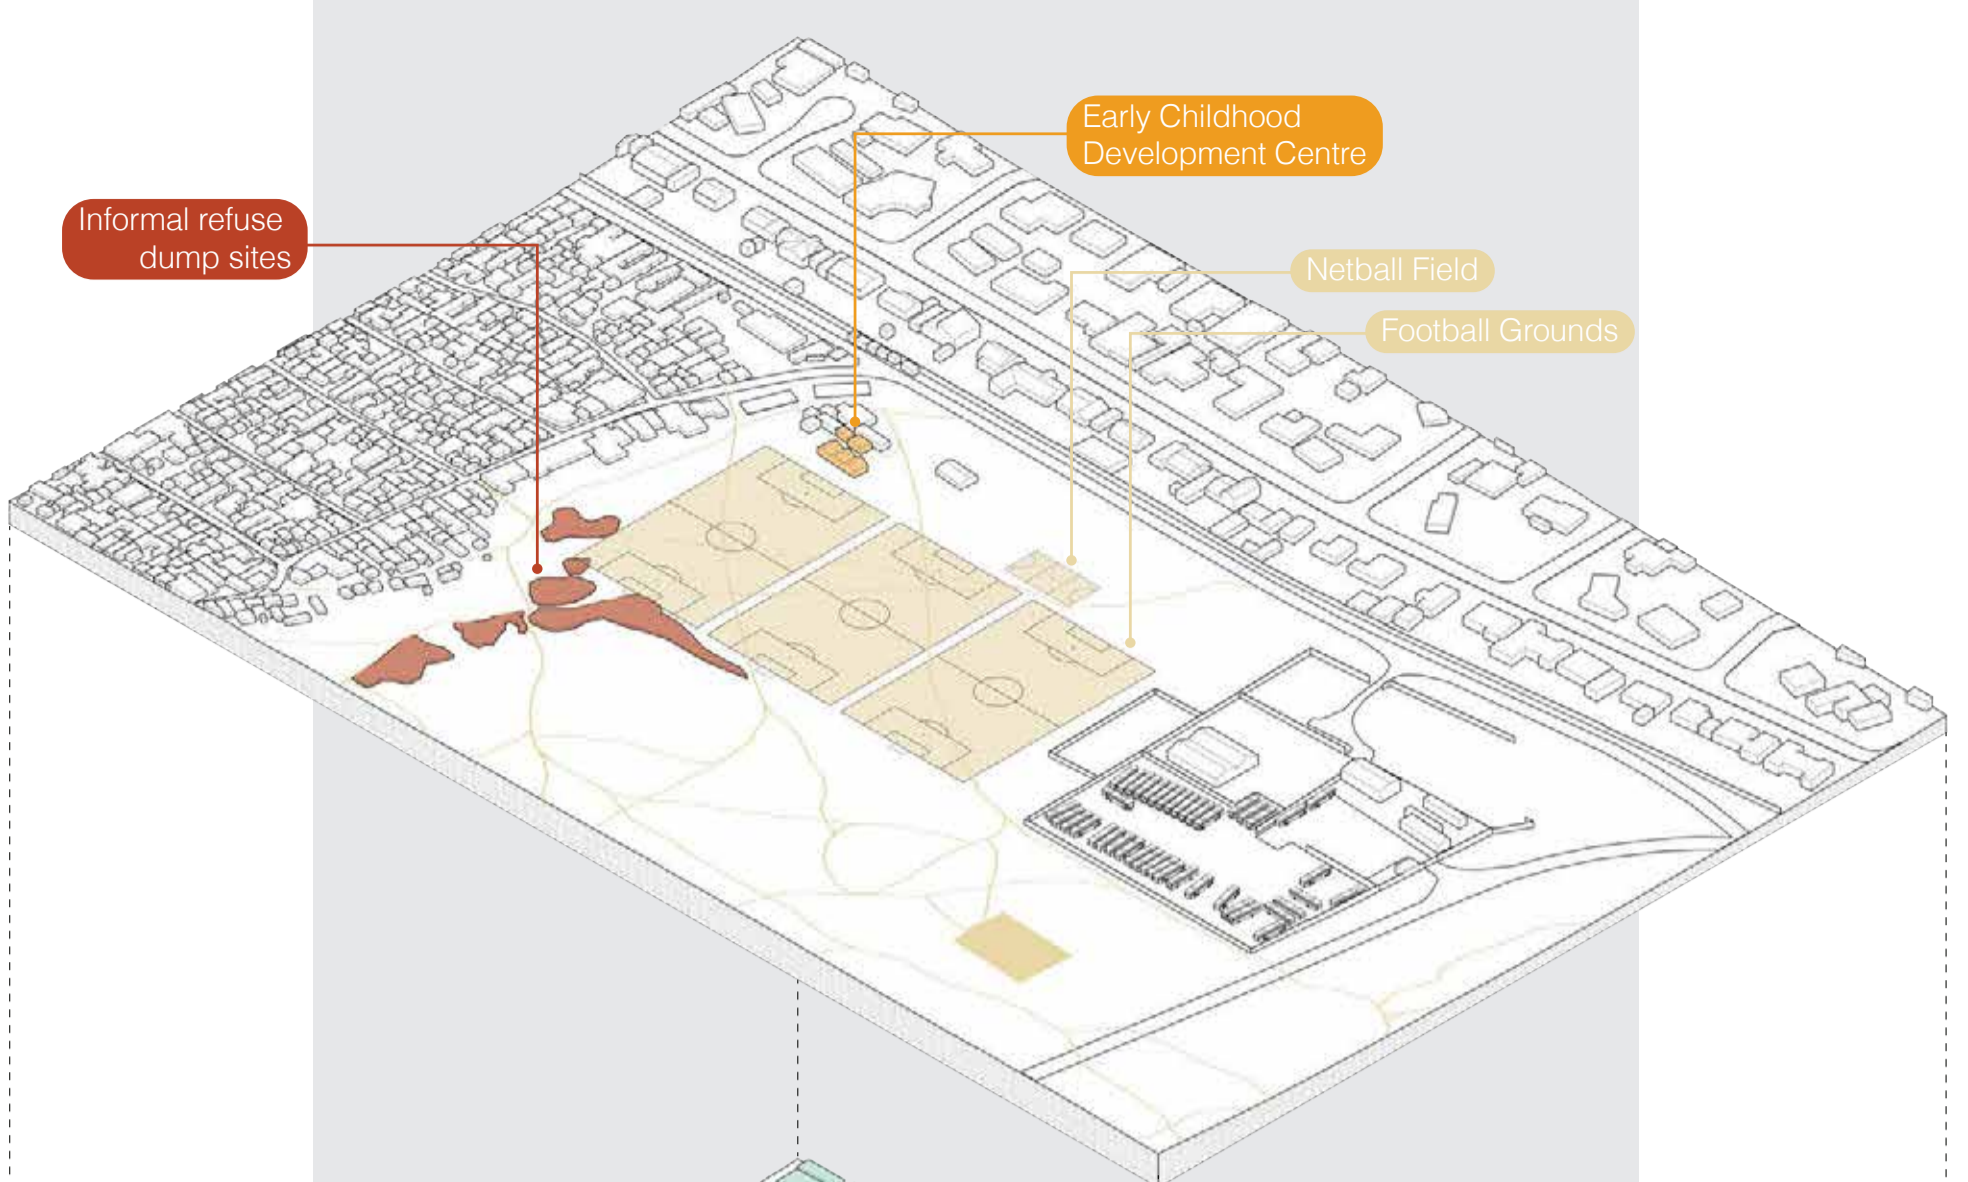 Early Childhood
Development Centre
Informal refuse
dump sites
Netball Field
Football Grounds